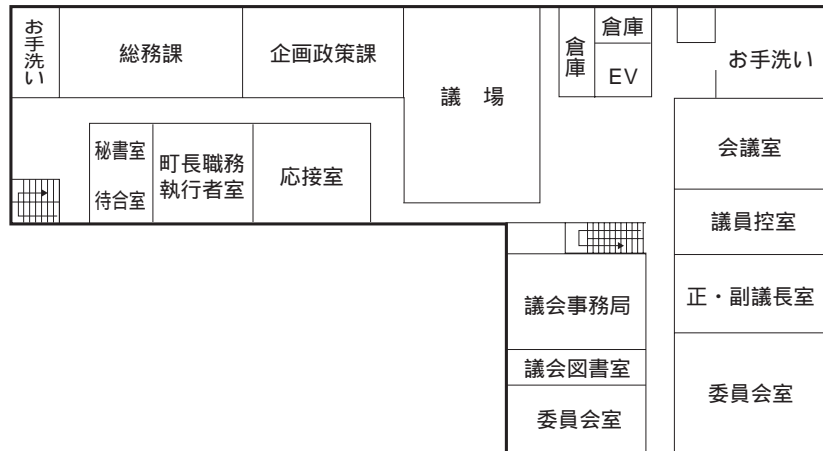 お手洗い
総務課
企画政策課
議 場
倉庫
倉庫
EV
お手洗い
秘書室
待合室
町長職務
執行者室
応接室
会議室
議員控室
正・副議長室
委員会室
議会事務局
議会図書室
委員会室